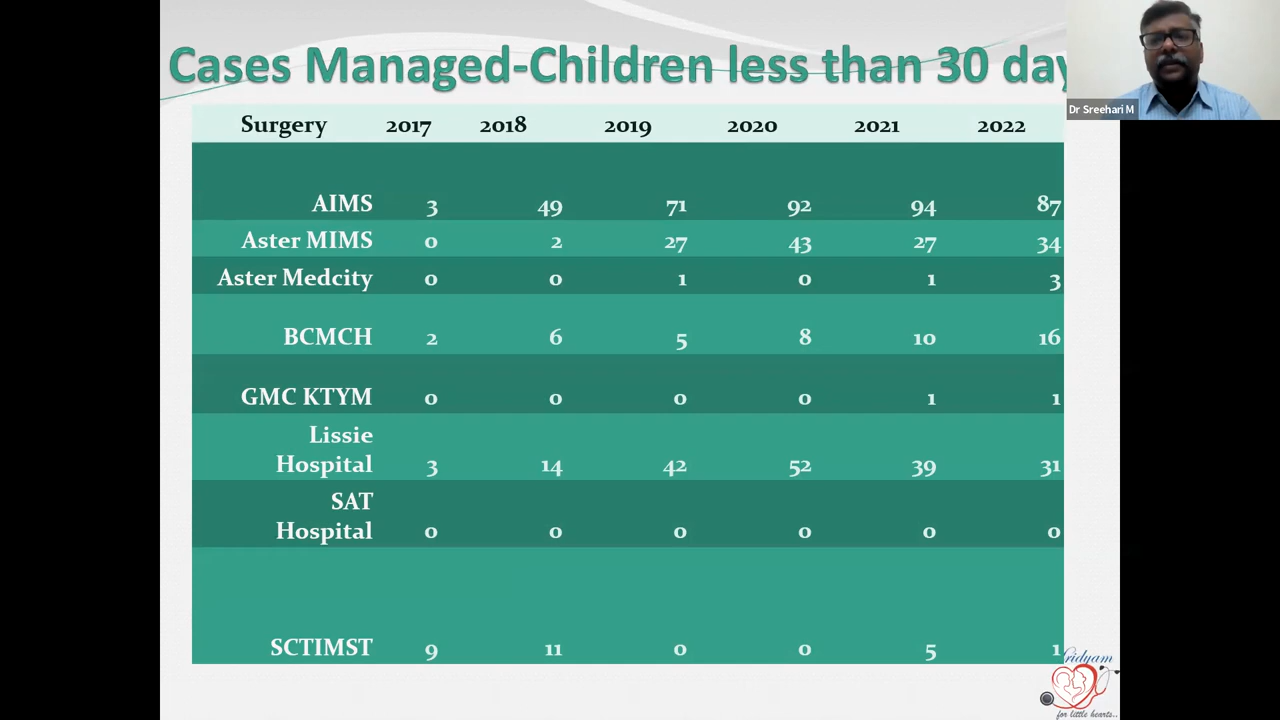 Cases Managed-Children less than 30 day
Dr Sreehari M
Surgery 2017 2018 2019 2020 2021 2022
AIMS 3 49 71 92 94 87
Aster MIMS 0 2 27 43 27 34
Aster Medcity 0 0 1 0 1 3
BCMCH 2 6 5 8 10 16
GMC KTYM 0 0 0 0 1 1
Lissie
Hospital 3 14 42 52 39 31
SAT
Hospital 0 0 0 0 0 0
SCTIMST 9 11 0 0 5 1
ridyam
for little hearts..